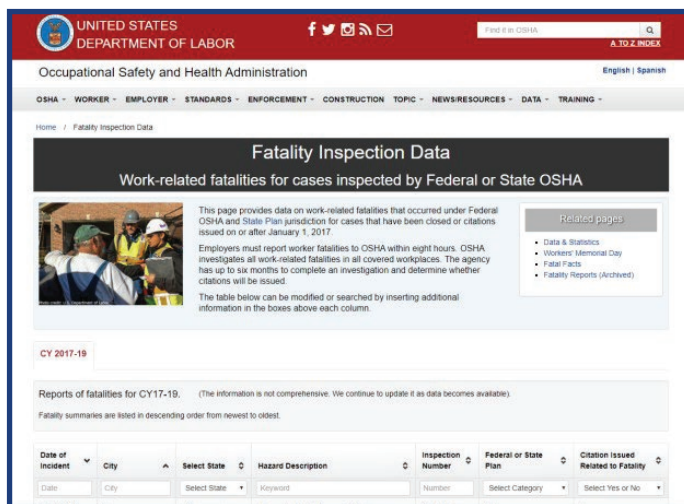 UNITED STATES
DEPARTMENT OF LABOR
Find it in OSHA
A TO Z INDEX
Occupational Safety and Health Administration
English | Spanish
OSHA WORKER EMPLOYER STANDARDS ENFORCEMENT CONSTRUCTION TOPIC NEWS/RESOURCES DATA TRAINING
Home / Fatality Inspection Data
Fatality Inspection Data
Work-related fatalities for cases inspected by Federal or State OSHA
This page provides data on work-related fatalities that occurred under Federal
OSHA and State Plan jurisdiction for cases that have been closed or citations
issued on or after January 1, 2017.
Employers must report worker fatalities to OSHA within eight hours. OSHA
investigates all work-related fatalities in all covered workplaces. The agency
has up to six months to complete an investigation and determine whether
citations will be issued.
The table below can be modified or searched by inserting additional
information in the boxes above each column.
Photo credit: U.S. Department of Labor
Related pages
• Data & Statistics
• Workers' Memorial Day
• Fatal Facts
• Fatality Reports (Archived)
CY 2017-19
Reports of fatalities for CY17-19. (The information is not comprehensive. We continue to update it as data becomes available).
Fatality summaries are listed in descending order from newest to oldest.
Date of Incident City Select State Hazard Description Inspection Number Federal or State Plan Citation Issued Related to Fatality
Date City Select State Keyword Number Select Category Select Yes or No